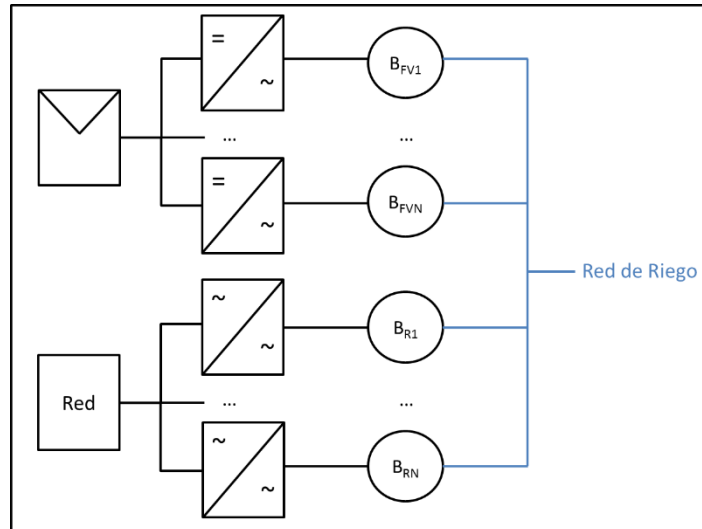 =
~
B_FV1
...
...
=
~
B_FVN
Red de Riego
~
~
B_R1
Red
...
...
~
~
B_RN